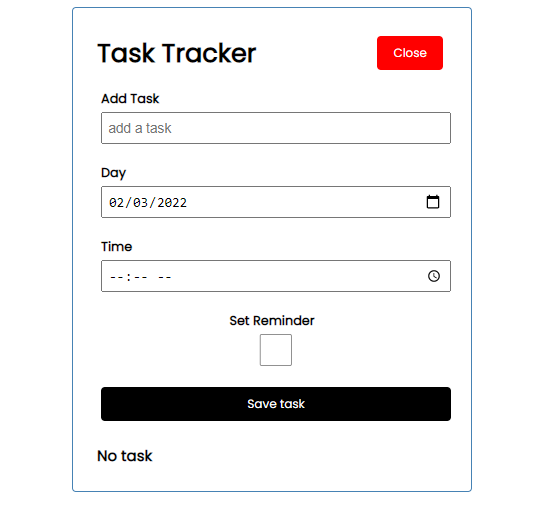 Task Tracker
Close
Add Task
add a task
Day
02/03/2022
Time
--:-- --
Set Reminder
Save task
No task